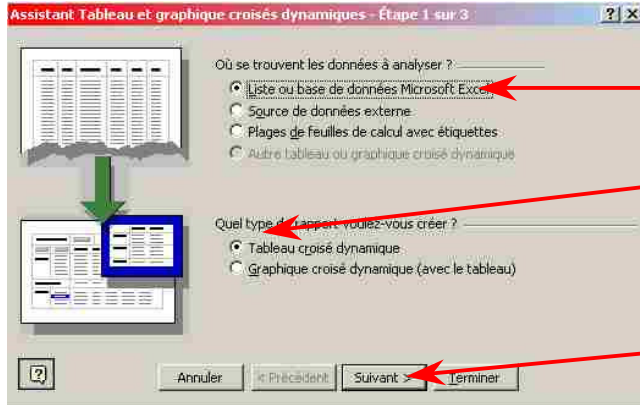 Assistant Tableau et graphique croisés dynamiques - Étape 1 sur 3
Où se trouvent les données à analyser ?
Liste ou base de données Microsoft Excel
Source de données externe
Plages de feuilles de calcul avec étiquettes
Autre tableau ou graphique croisé dynamique
Quel type de rapport voulez-vous créer ?
Tableau croisé dynamique
Graphique croisé dynamique (avec le tableau)
Annuler
< Précédent
Suivant >
Terminer